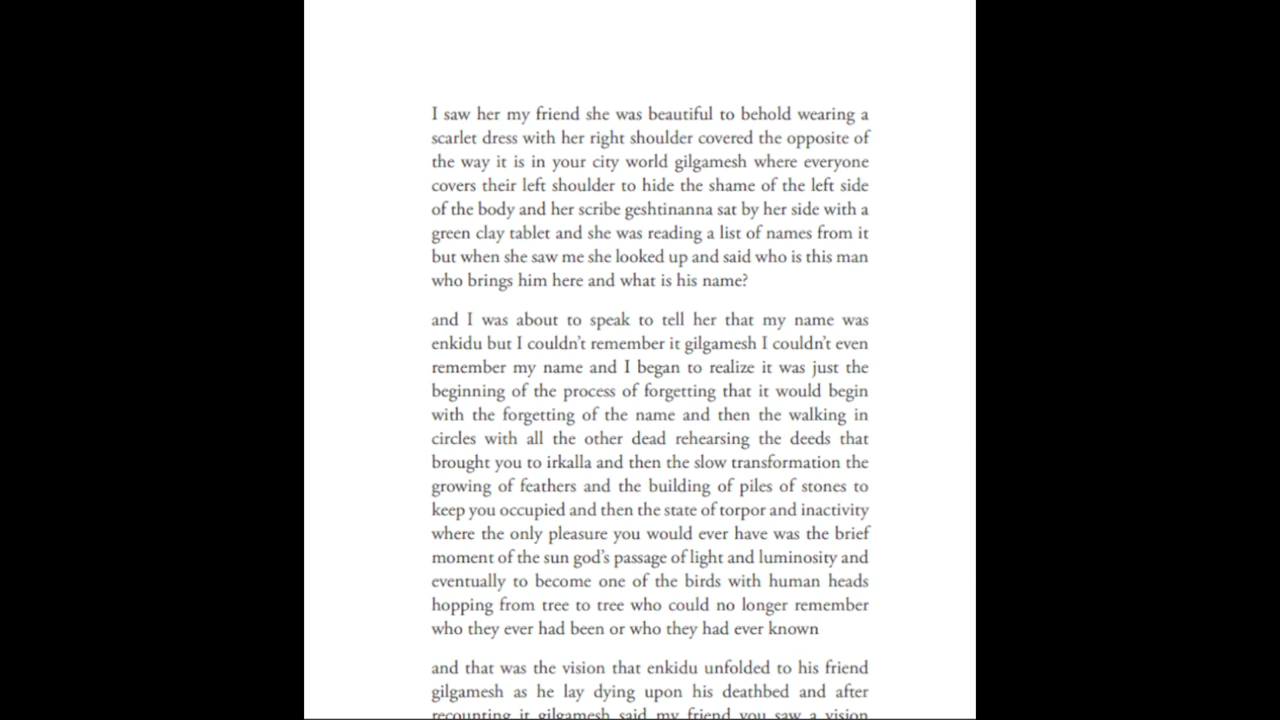 I saw her my friend she was beautiful to behold wearing a
scarlet dress with her right shoulder covered the opposite of
the way it is in your city world gilgamesh where everyone
covers their left shoulder to hide the shame of the left side
of the body and her scribe geshtinanna sat by her side with a
green clay tablet and she was reading a list of names from it
but when she saw me she looked up and said who is this man
who brings him here and what is his name?
and I was about to speak to tell her that my name was
enkidu but I couldn't remember it gilgamesh I couldn't even
remember my name and I began to realize it was just the
beginning of the process of forgetting that it would begin
with the forgetting of the name and then the walking in
circles with all the other dead rehearsing the deeds that
brought you to irkalla and then the slow transformation the
growing of feathers and the building of piles of stones to
keep you occupied and then the state of torpor and inactivity
where the only pleasure you would ever have was the brief
moment of the sun god's passage of light and luminosity and
eventually to become one of the birds with human heads
hopping from tree to tree who could no longer remember
who they ever had been or who they had ever known
and that was the vision that enkidu unfolded to his friend
gilgamesh as he lay dying upon his deathbed and after
recounting it gilgamesh said my friend you saw a vision